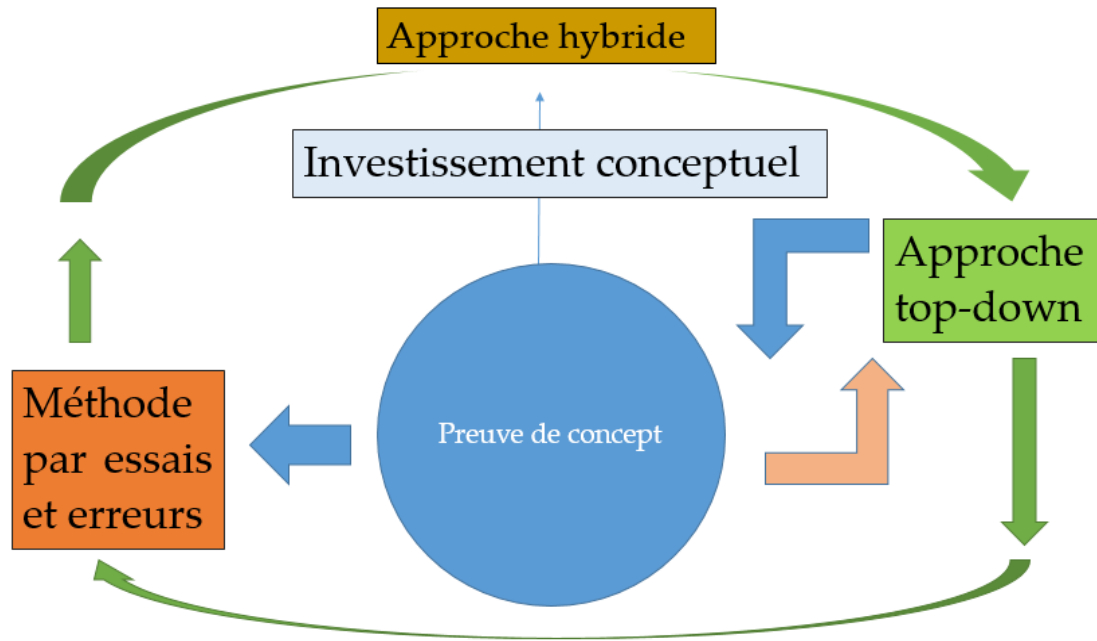 Approche hybride
Investissement conceptuel
Approche
top-down
Méthode
par essais
et erreurs
Preuve de concept